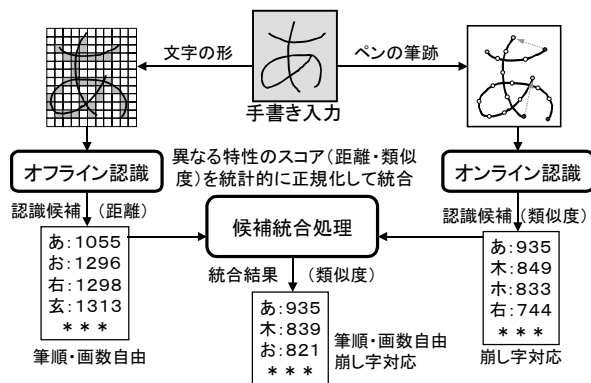 文字の形
ペンの筆跡
あ
手書き入力
オフライン認識
異なる特性のスコア(距離・類似
度)を統計的に正規化して統合
オンライン認識
認識候補 (距離)
候補統合処理
認識候補 (類似度)
あ:1055
お:1296
右:1298
玄:1313
* * *
筆順・画数自由
統合結果 (類似度)
あ:935
木:839
お:821
* * *
筆順・画数自由
崩し字対応
あ:935
木:849
ホ:833
右:744
* * *
崩し字対応